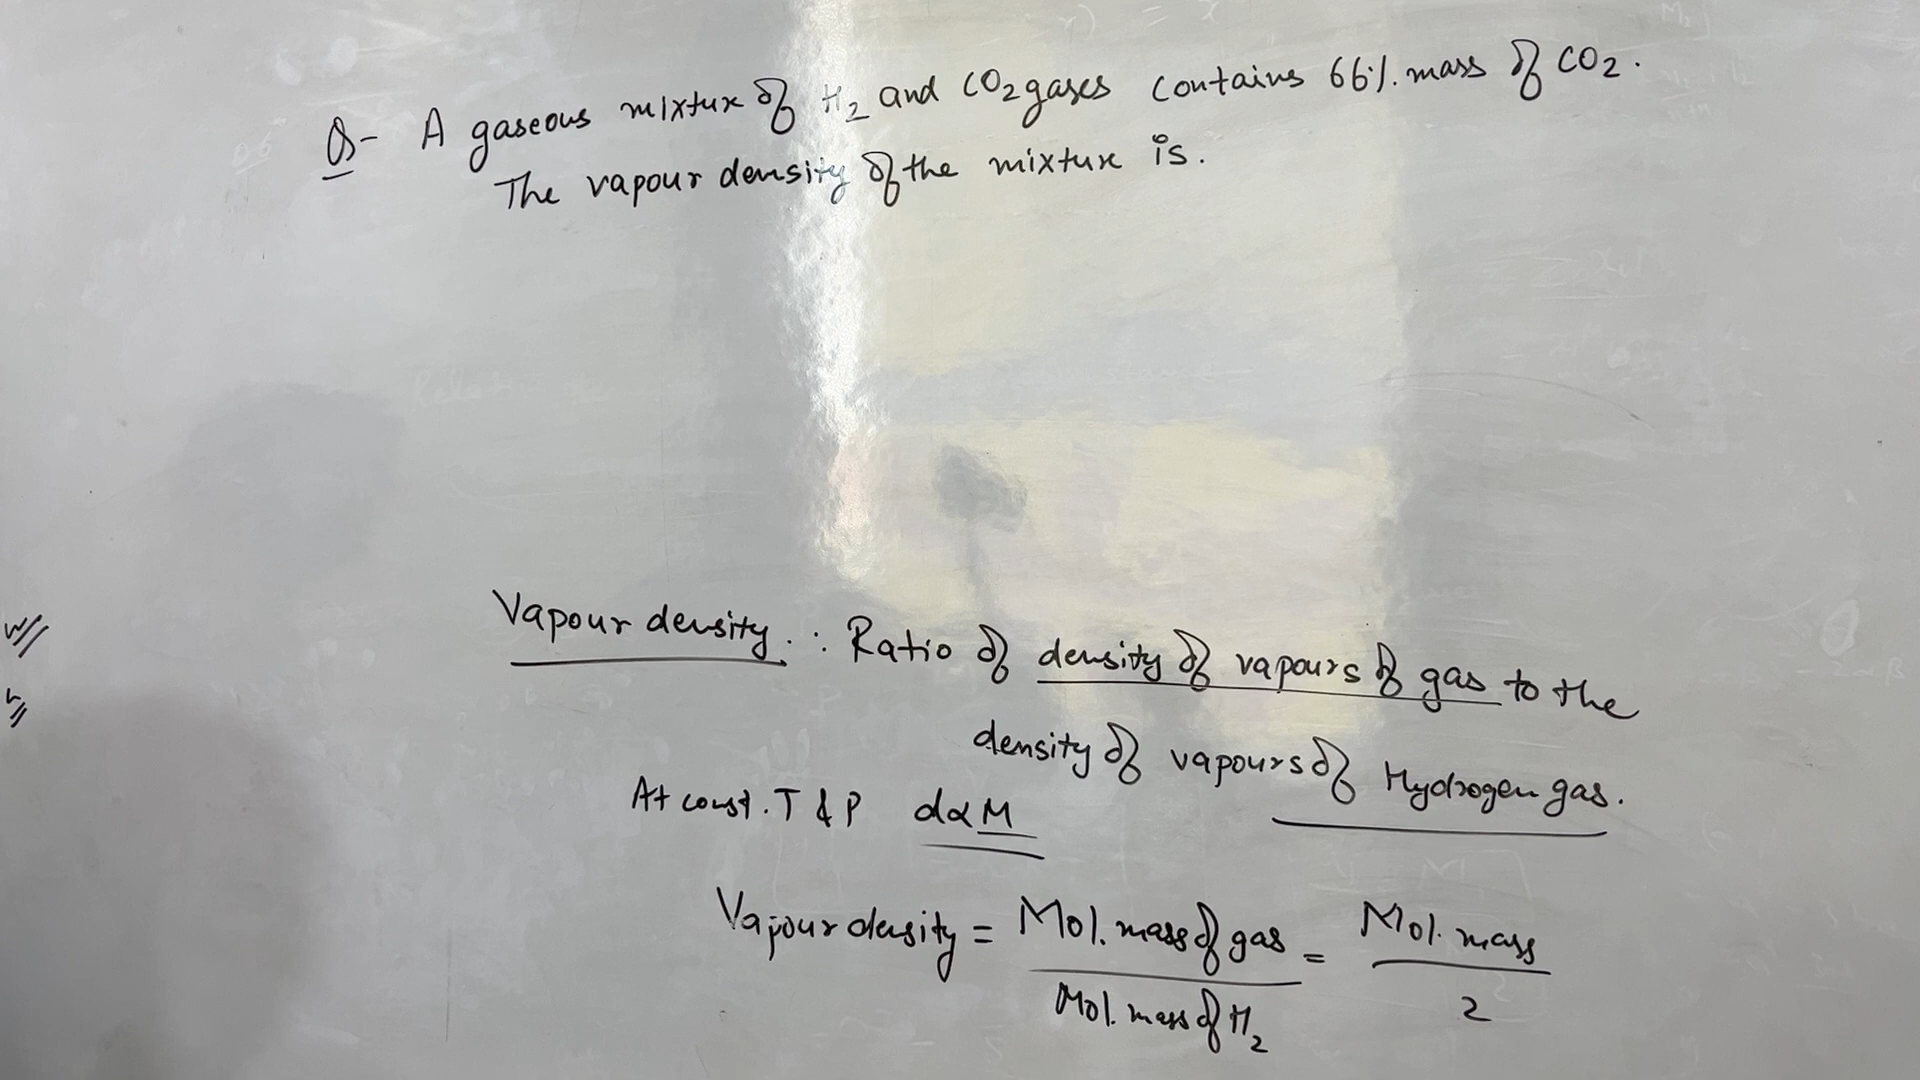 Q- A gaseous mixture of H2 and CO2 gases contains 66% mass of CO2.
The vapour density of the mixture is.
Vapour density. : Ratio of density of vapours of gas to the
density of vapours of Hydrogen gas.
At const. T & P d α M
Vapour density = Mol. mass of gas / Mol. mass of H2 = Mol. mass / 2